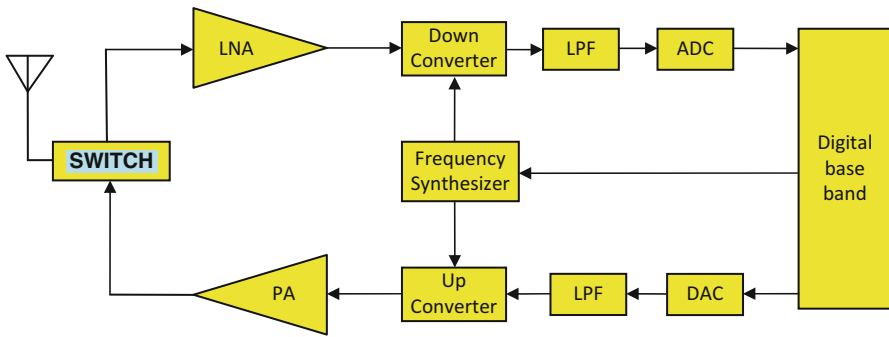 LNA
Down
Converter
LPF
ADC
SWITCH
Frequency
Synthesizer
Digital
base
band
PA
Up
Converter
LPF
DAC